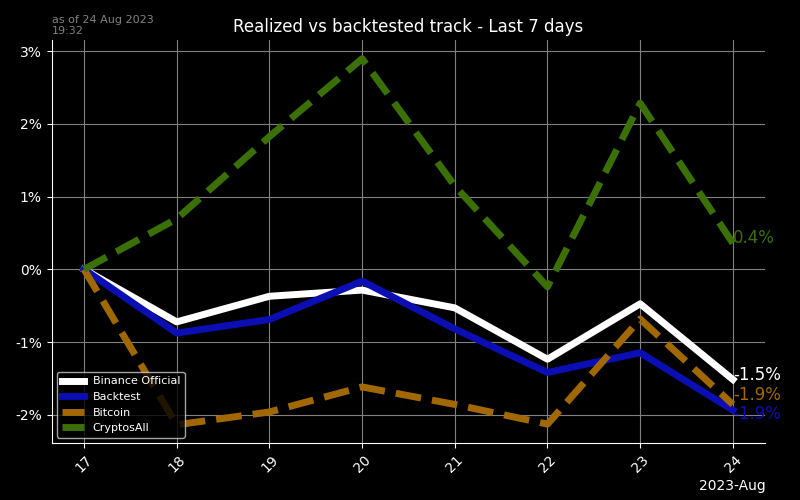 as of 24 Aug 2023
19:32
Realized vs backtested track - Last 7 days
3%
2%
1%
0%
-1%
-2%
0.4%
-1.5%
-1.9%
-1.9%
Binance Official
Backtest
Bitcoin
CryptosAll
17
18
19
20
21
22
23
24
2023-Aug